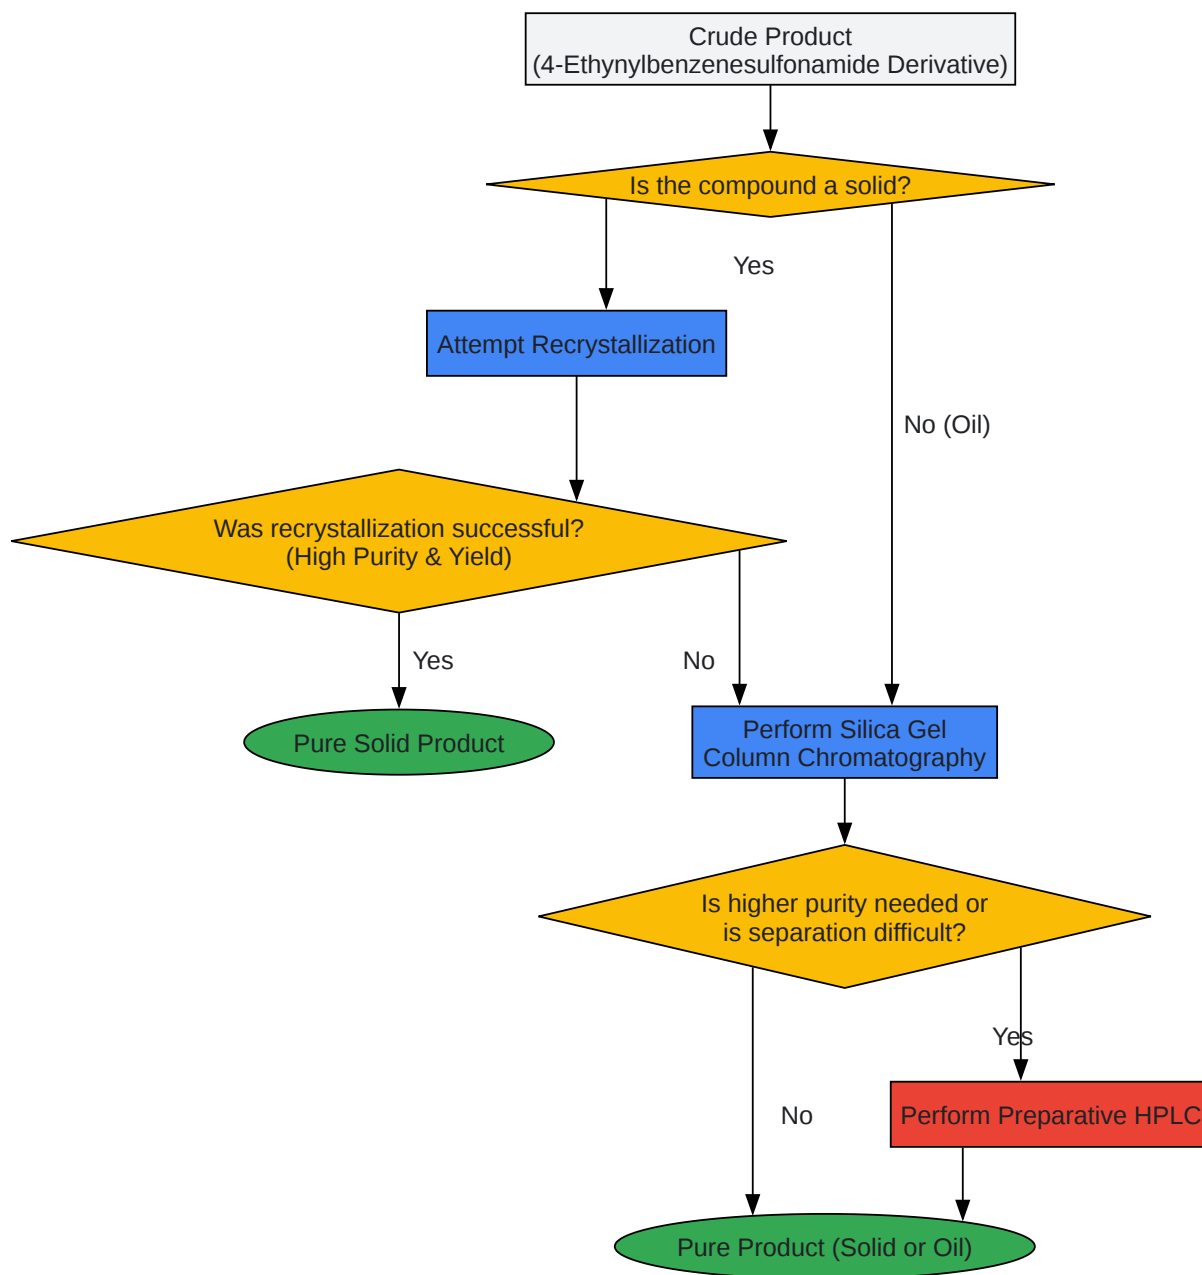 Crude Product
(4-Ethynylbenzenesulfonamide Derivative)
Is the compound a solid?
Yes
Attempt Recrystallization
No (Oil)
Was recrystallization successful?
(High Purity & Yield)
Yes
No
Pure Solid Product
Perform Silica Gel
Column Chromatography
Is higher purity needed or
is separation difficult?
Yes
No
Perform Preparative HPLC
Pure Product (Solid or Oil)